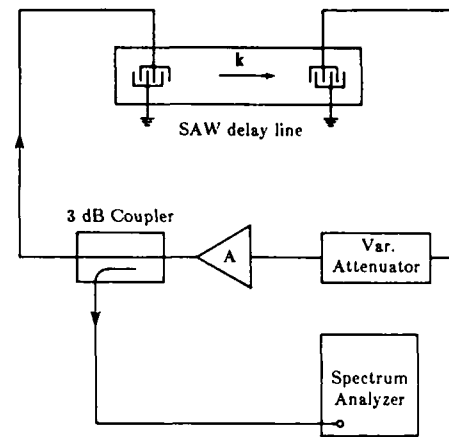 k
SAW delay line
3 dB Coupler
A
Var.
Attenuator
Spectrum
Analyzer